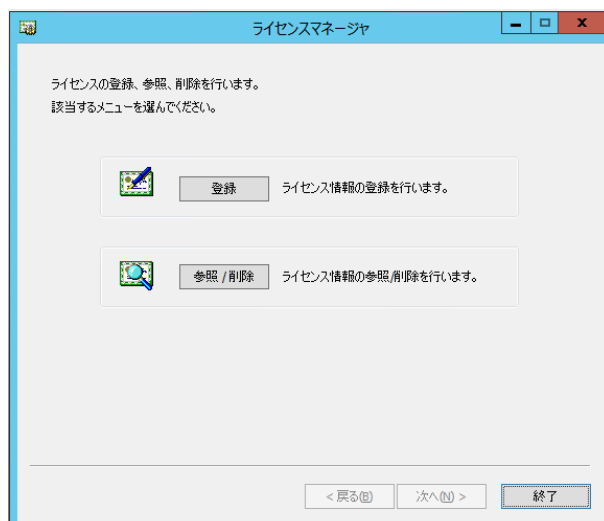 ライセンスマネージャ
ライセンスの登録、参照、削除を行います。
該当するメニューを選んでください。
登録
ライセンス情報の登録を行います。
参照 / 削除
ライセンス情報の参照/削除を行います。
< 戻る(B)
次へ(N) >
終了